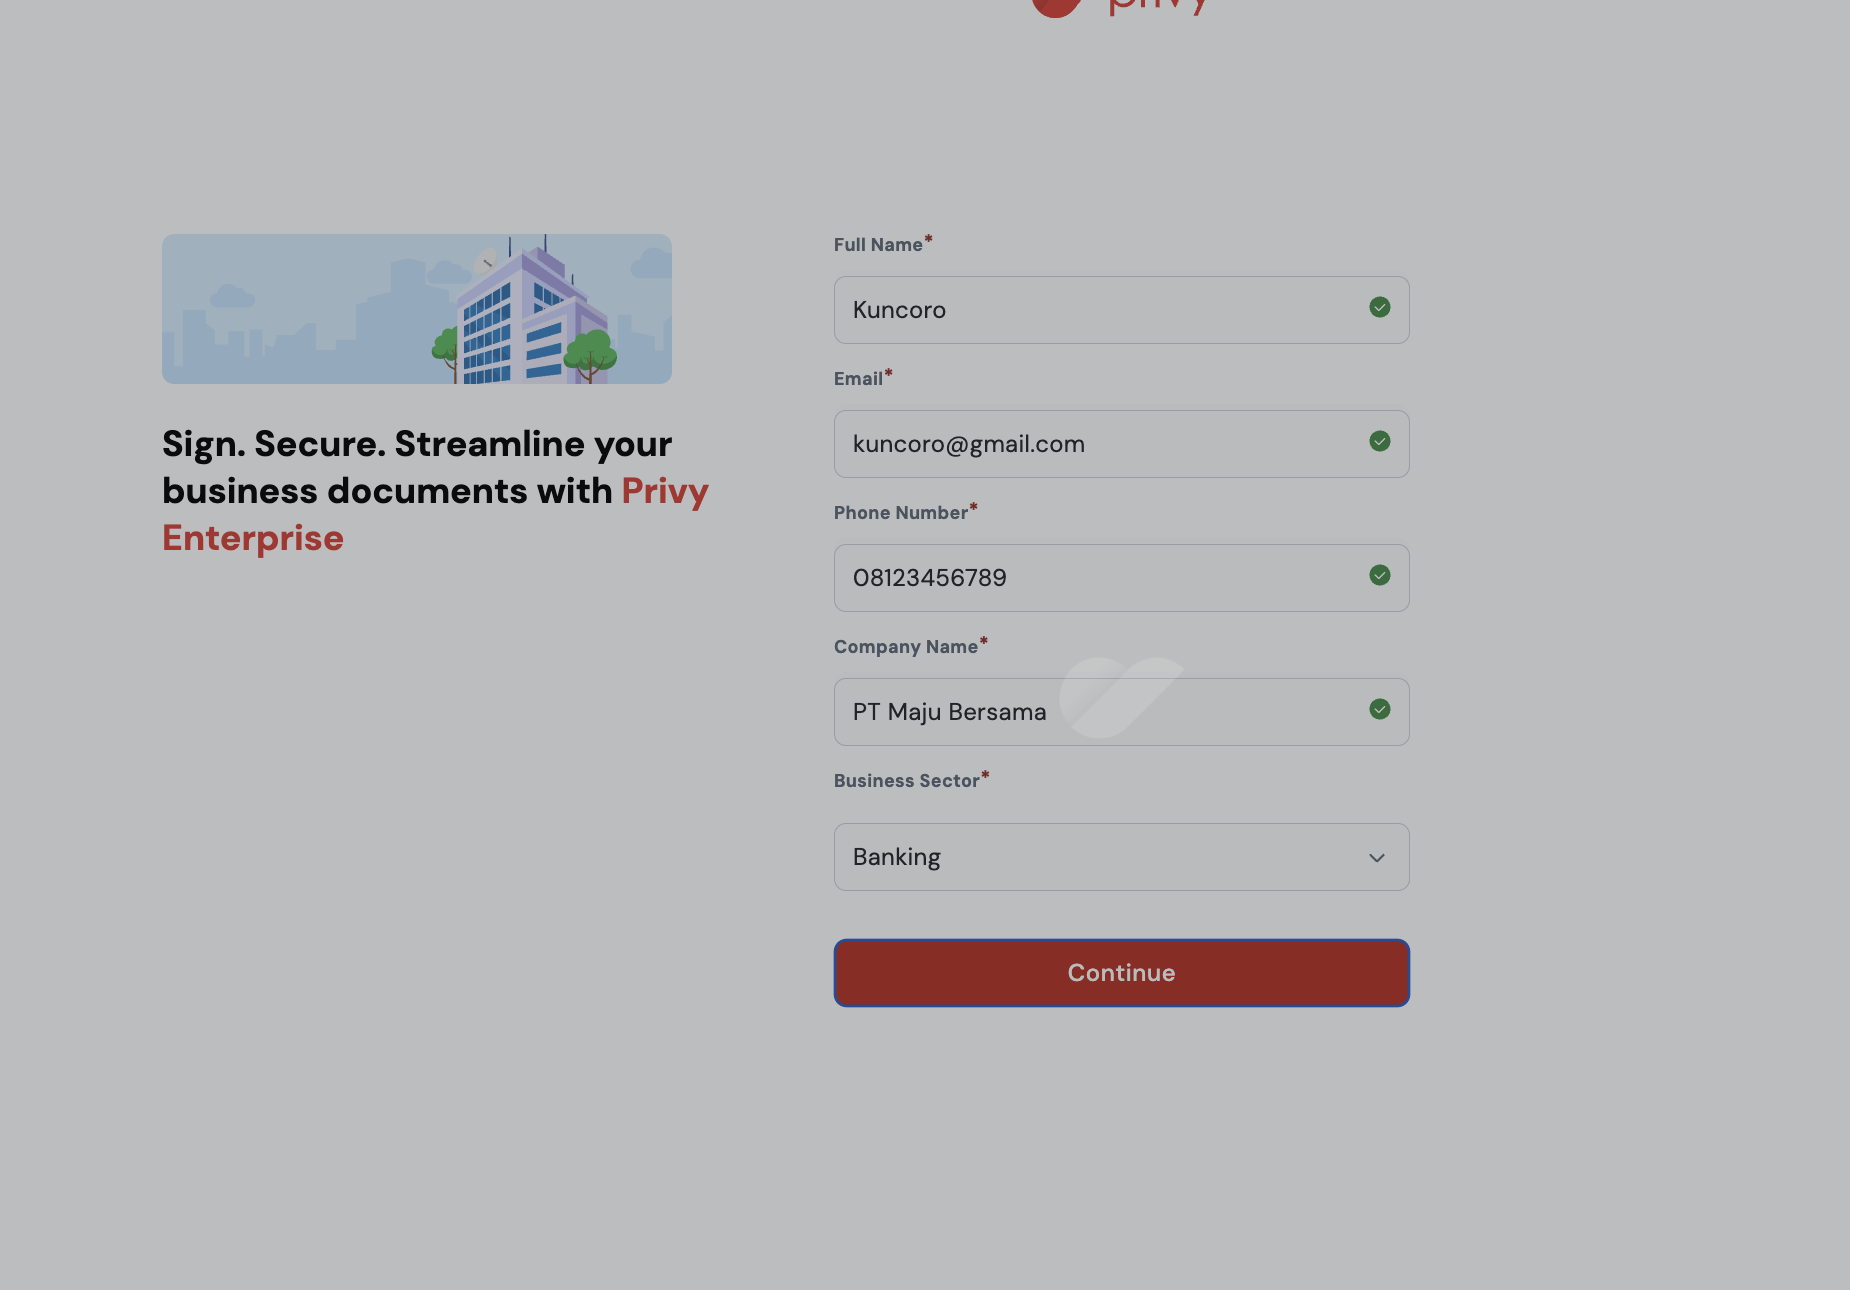 privy
Sign. Secure. Streamline your
business documents with Privy
Enterprise
Full Name*
Kuncoro
Email*
kuncoro@gmail.com
Phone Number*
08123456789
Company Name*
PT Maju Bersama
Business Sector*
Banking
Continue